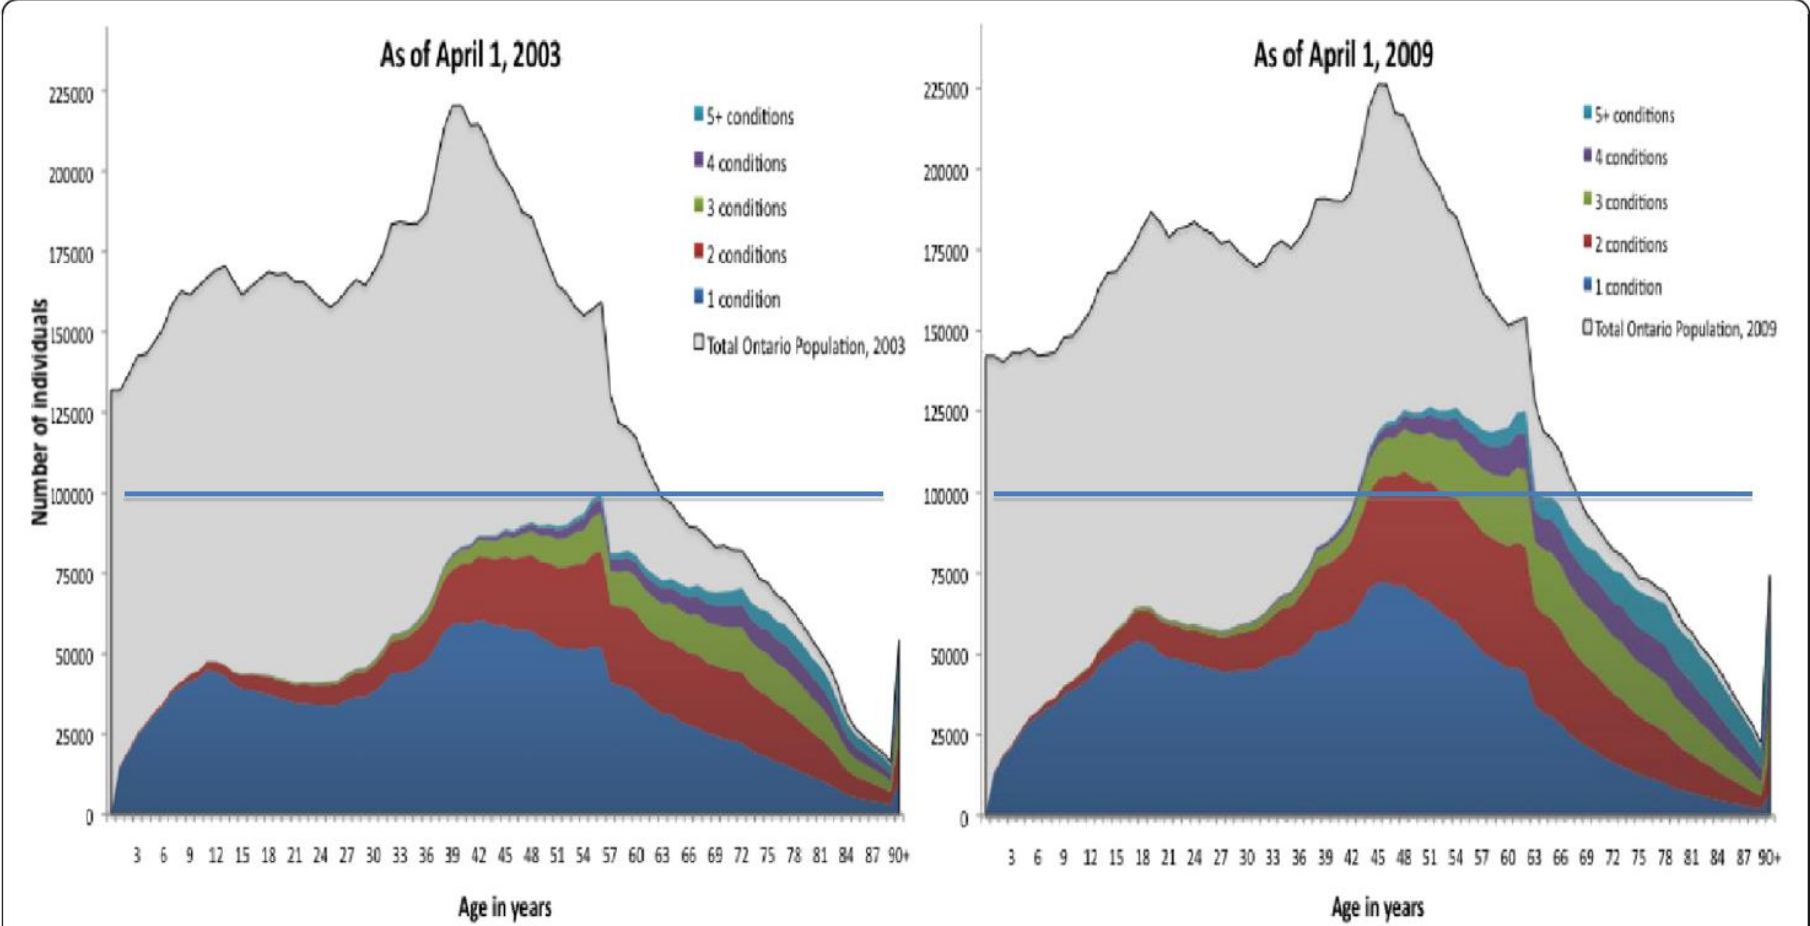 As of April 1, 2003
Number of individuals
225000
200000
175000
150000
125000
100000
75000
50000
25000
0
5+ conditions
4 conditions
3 conditions
2 conditions
1 condition
Total Ontario Population, 2003
3 6 9 12 15 18 21 24 27 30 33 36 39 42 45 48 51 54 57 60 63 66 69 72 75 78 81 84 87 90+
Age in years
As of April 1, 2009
225000
200000
175000
150000
125000
100000
75000
50000
25000
0
5+ conditions
4 conditions
3 conditions
2 conditions
1 condition
Total Ontario Population, 2009
3 6 9 12 15 18 21 24 27 30 33 36 39 42 45 48 51 54 57 60 63 66 69 72 75 78 81 84 87 90+
Age in years